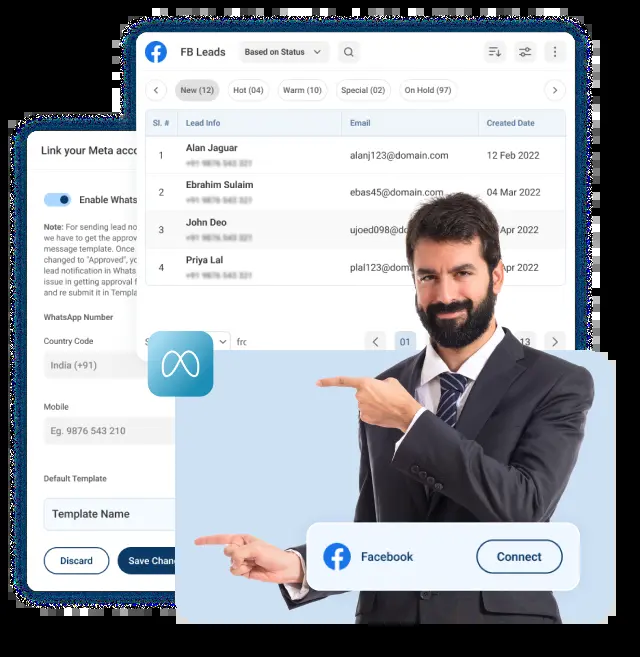 FB Leads
Based on Status
New (12)
Hot (04)
Warm (10)
Special (02)
On Hold (97)
Sl. #
Lead Info
Email
Created Date
1
Alan Jaguar
alanj123@domain.com
12 Feb 2022
2
Ebrahim Sulaim
ebas45@domain.com
04 Mar 2022
3
John Deo
ujoed098@d
Apr 2022
4
Priya Lal
plal123@dom
Apr 2022
01
13
Link your Meta acco
Enable Whats
Note: For sending lead no
we have to get the approv
message template. Once
changed to "Approved", yo
lead notification in Whats
issue in getting approval f
and re submit it in Templa
WhatsApp Number
Country Code
India (+91)
Mobile
Eg. 9876 543 210
Default Template
Template Name
Discard
Save Chan
Facebook
Connect